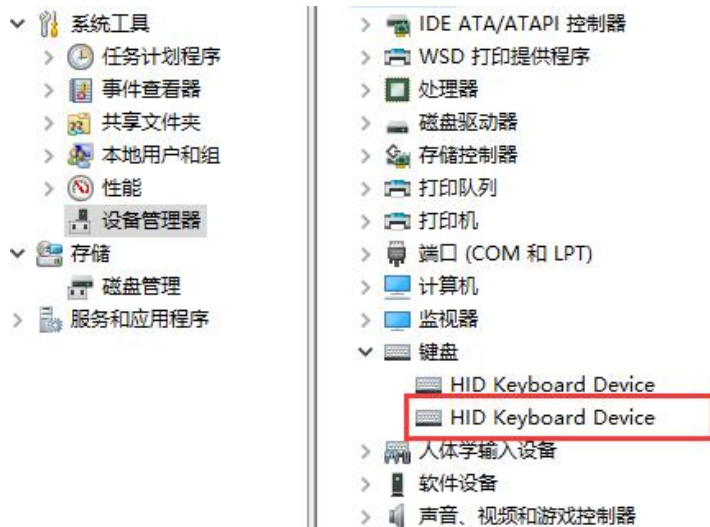 系统工具
任务计划程序
事件查看器
共享文件夹
本地用户和组
性能
设备管理器
存储
磁盘管理
服务和应用程序
IDE ATA/ATAPI 控制器
WSD 打印提供程序
处理器
磁盘驱动器
存储控制器
打印队列
打印机
端口 (COM 和 LPT)
计算机
监视器
键盘
HID Keyboard Device
HID Keyboard Device
人体学输入设备
软件设备
声音、视频和游戏控制器